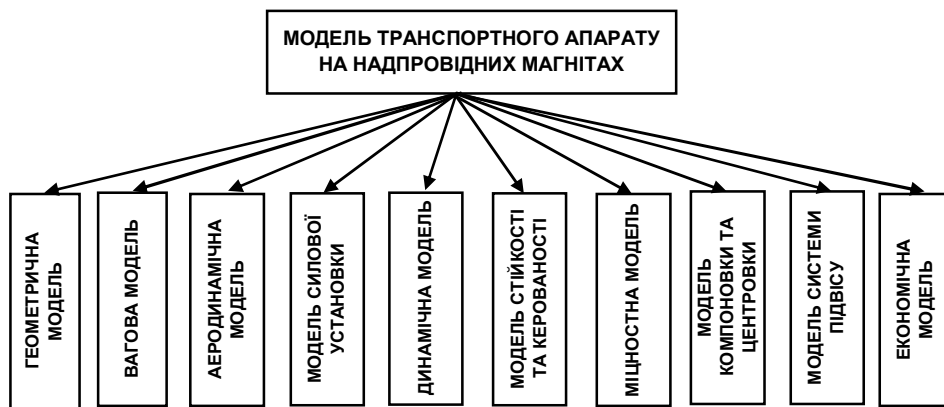 МОДЕЛЬ ТРАНСПОРТНОГО АПАРАТУ
НА НАДПРОВІДНИХ МАГНІТАХ
ГЕОМЕТРИЧНА
МОДЕЛЬ
ВАГОВА МОДЕЛЬ
АЕРОДИНАМІЧНА
МОДЕЛЬ
МОДЕЛЬ СИЛОВОЇ
УСТАНОВКИ
ДИНАМІЧНА МОДЕЛЬ
МОДЕЛЬ СТІЙКОСТІ
ТА КЕРОВАНОСТІ
МІЦНОСТНА МОДЕЛЬ
МОДЕЛЬ
КОМПОНОВКИ ТА
ЦЕНТРОВКИ
МОДЕЛЬ СИСТЕМИ
ПІДВІСУ
ЕКОНОМІЧНА
МОДЕЛЬ